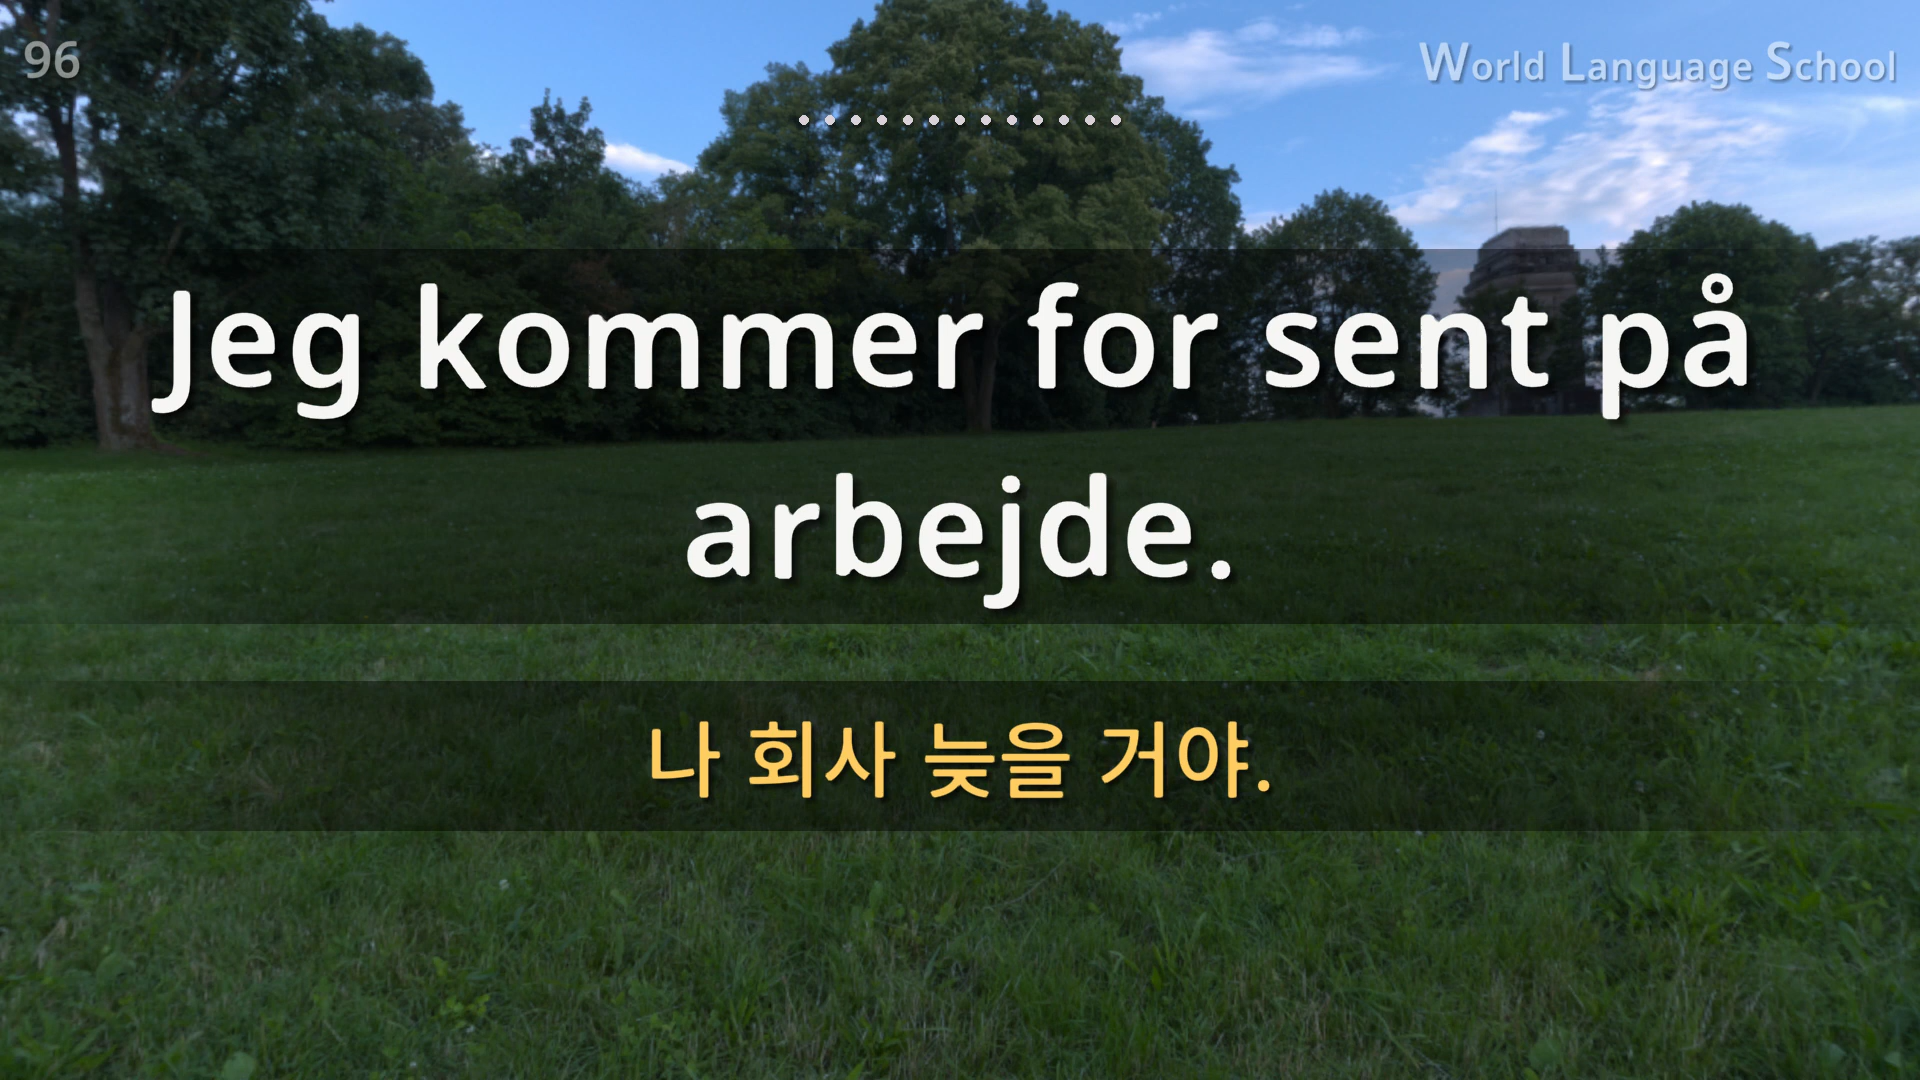 96
World Language School
Jeg kommer for sent på
arbejde.
나 회사 늦을 거야.